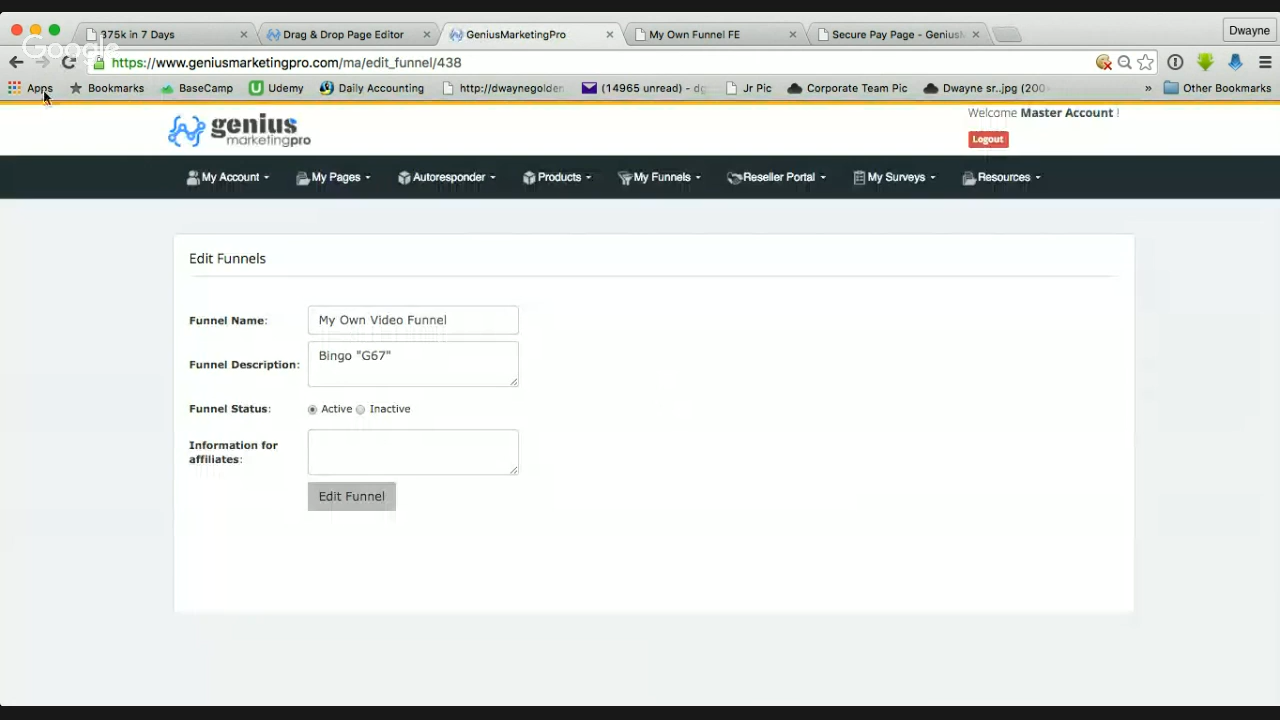 375k in 7 Days
Drag & Drop Page Editor
GeniusMarketingPro
My Own Funnel FE
Secure Pay Page - Genius
Dwayne
Google
https://www.geniusmarketingpro.com/ma/edit_funnel/438
Apps
Bookmarks
BaseCamp
Udemy
Daily Accounting
http://dwaynegolden
(14965 unread) - dg
Jr Pic
Corporate Team Pic
Dwayne sr..jpg (200
»
Other Bookmarks
genius
marketingpro
Welcome Master Account !
Logout
My Account
My Pages
Autoresponder
Products
My Funnels
Reseller Portal
My Surveys
Resources
Edit Funnels
Funnel Name: My Own Video Funnel
Funnel Description: Bingo "G67"
Funnel Status: Active Inactive
Information for
affiliates:
Edit Funnel